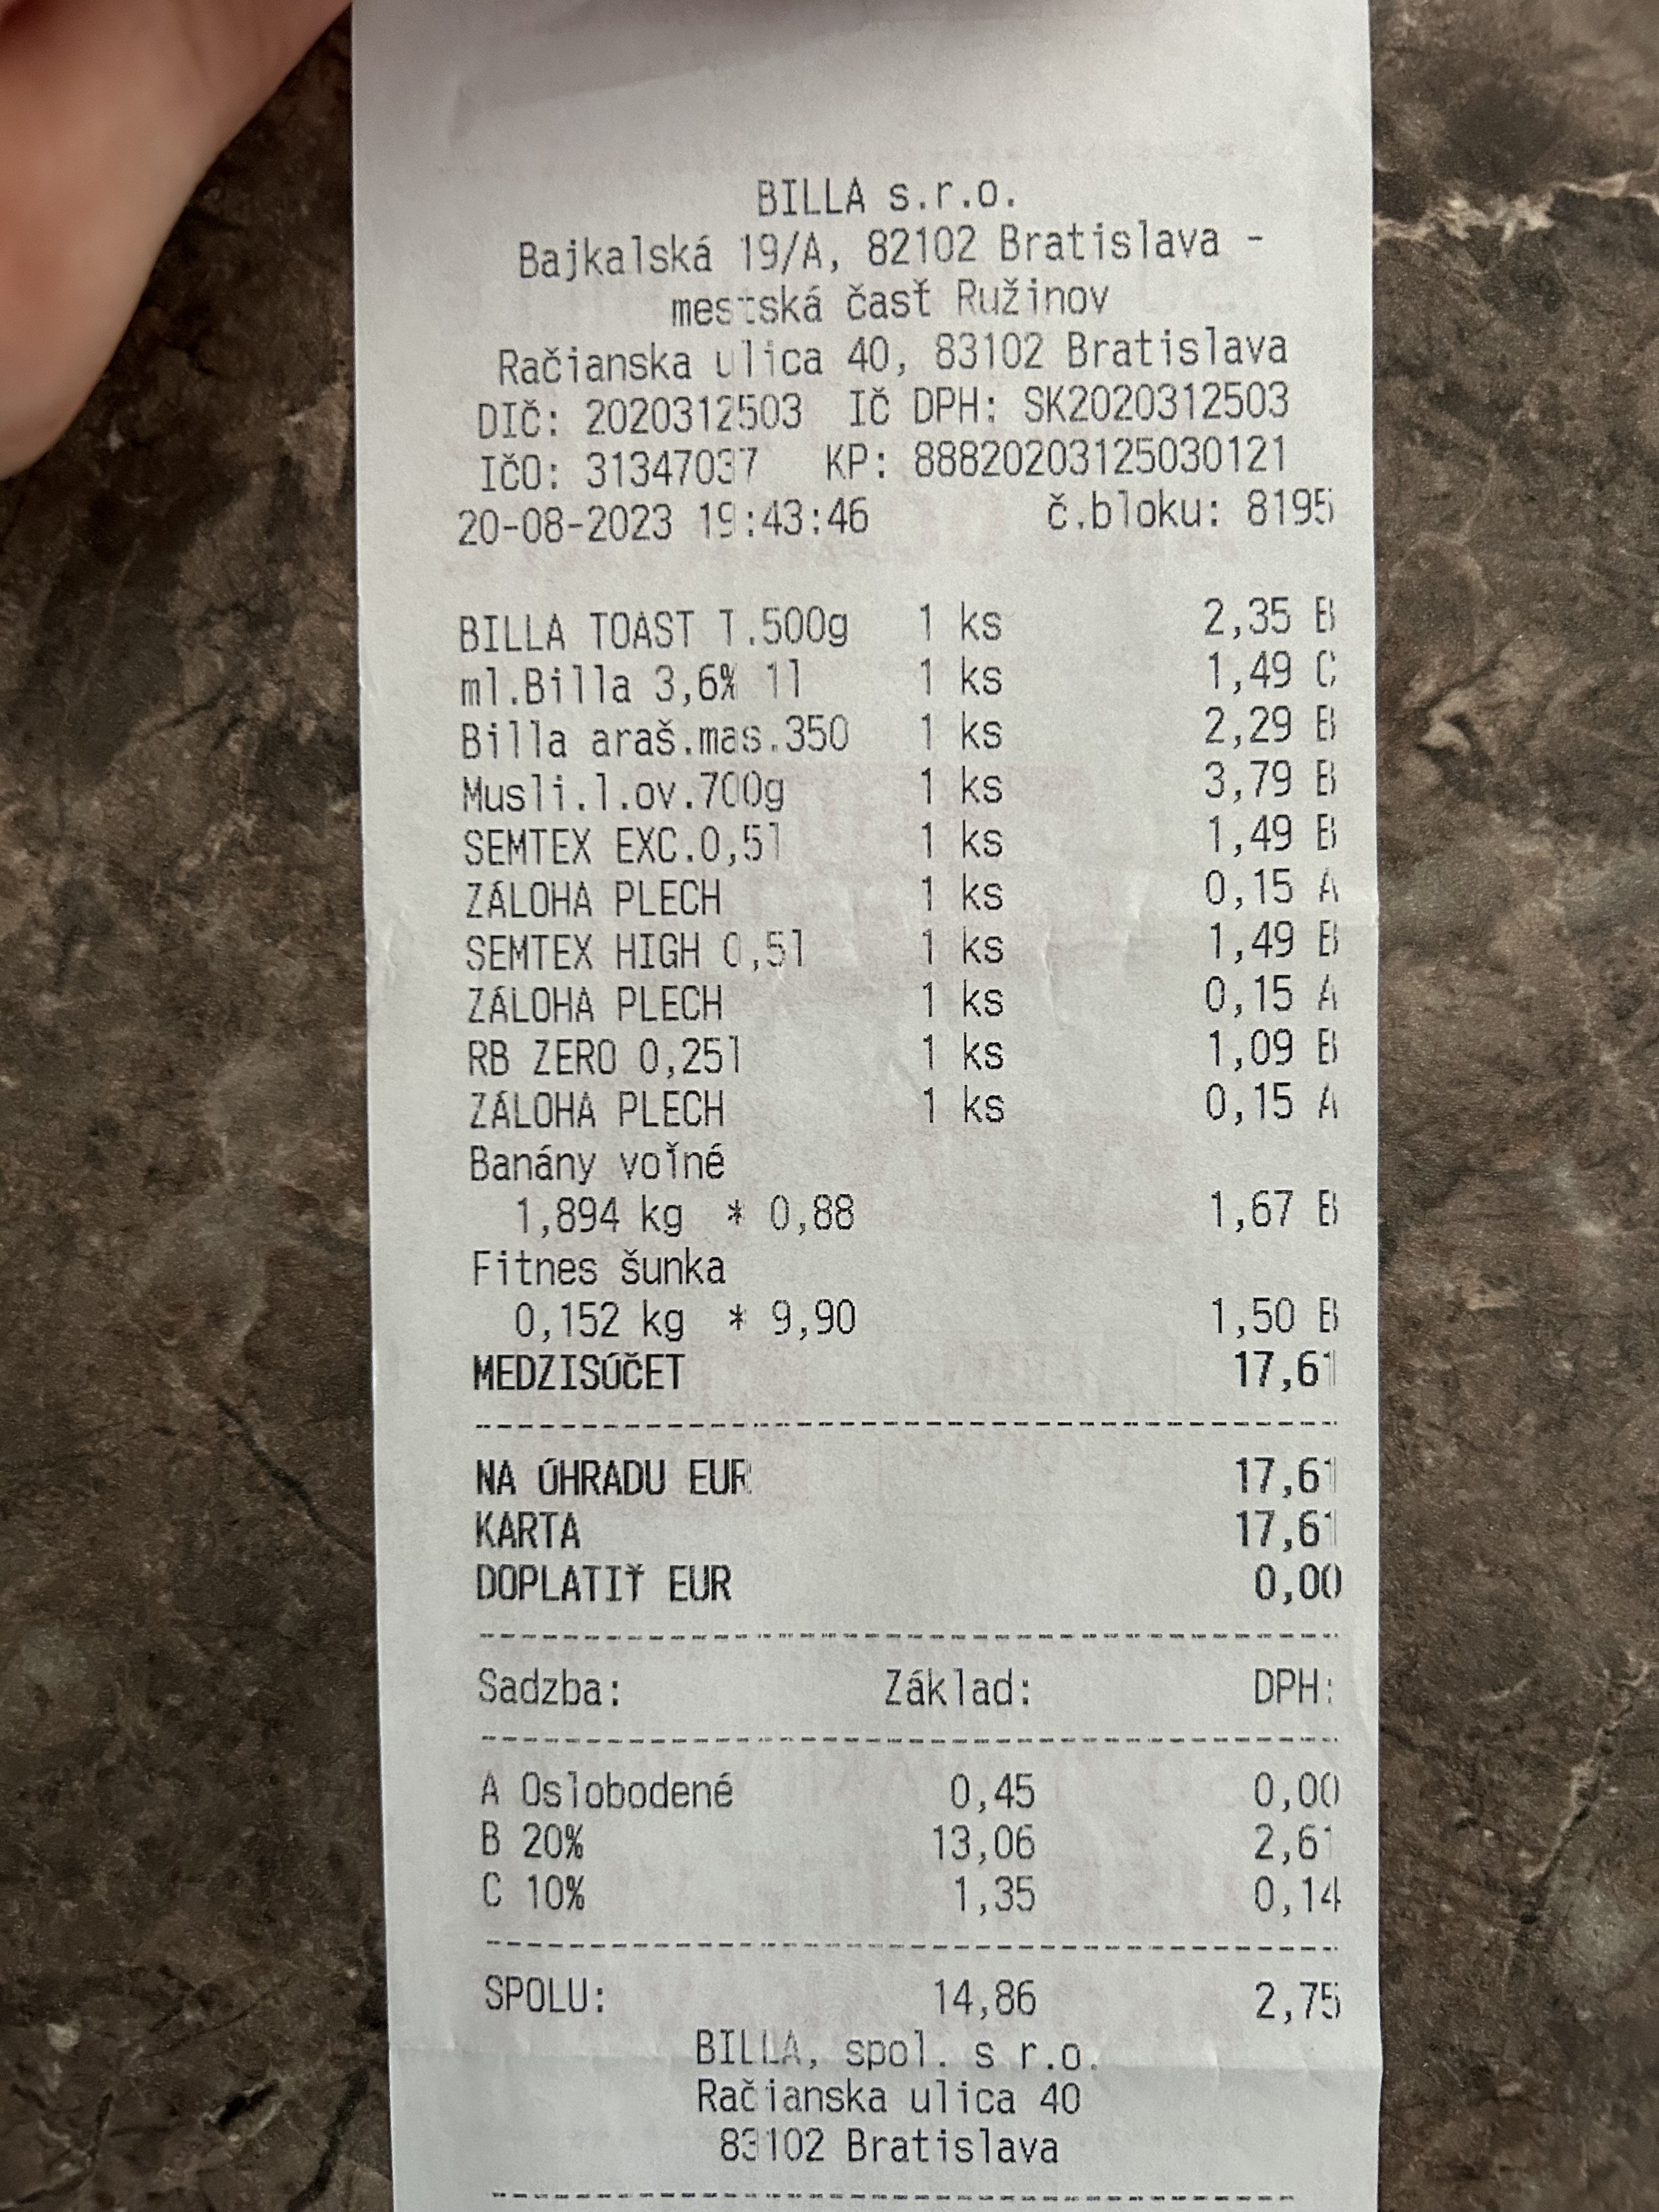 BILLA s.r.o.
Bajkalská 19/A, 82102 Bratislava -
mestská časť Ružinov
Račianska ulica 40, 83102 Bratislava
DIČ: 2020312503 IČ DPH: SK2020312503
IČO: 31347037 KP: 88820203125030121
20-08-2023 19:43:46 č.bloku: 8195
BILLA TOAST T.500g 1 ks 2,35 B
ml.Billa 3,6% 1l 1 ks 1,49 C
Billa araš.mas.350 1 ks 2,29 B
Musli.l.ov.700g 1 ks 3,79 B
SEMTEX EXC.0,5l 1 ks 1,49 B
ZÁLOHA PLECH 1 ks 0,15 A
SEMTEX HIGH 0,5l 1 ks 1,49 B
ZÁLOHA PLECH 1 ks 0,15 A
RB ZERO 0,25l 1 ks 1,09 B
ZÁLOHA PLECH 1 ks 0,15 A
Banány voľné
1,894 kg * 0,88 1,67 B
Fitnes šunka
0,152 kg * 9,90 1,50 B
MEDZISÚČET 17,61
NA ÚHRADU EUR 17,61
KARTA 17,61
DOPLATIŤ EUR 0,00
Sadzba: Základ: DPH:
A Oslobodené 0,45 0,00
B 20% 13,06 2,61
C 10% 1,35 0,14
SPOLU: 14,86 2,75
BILLA, spol. s r.o.
Račianska ulica 40
83102 Bratislava